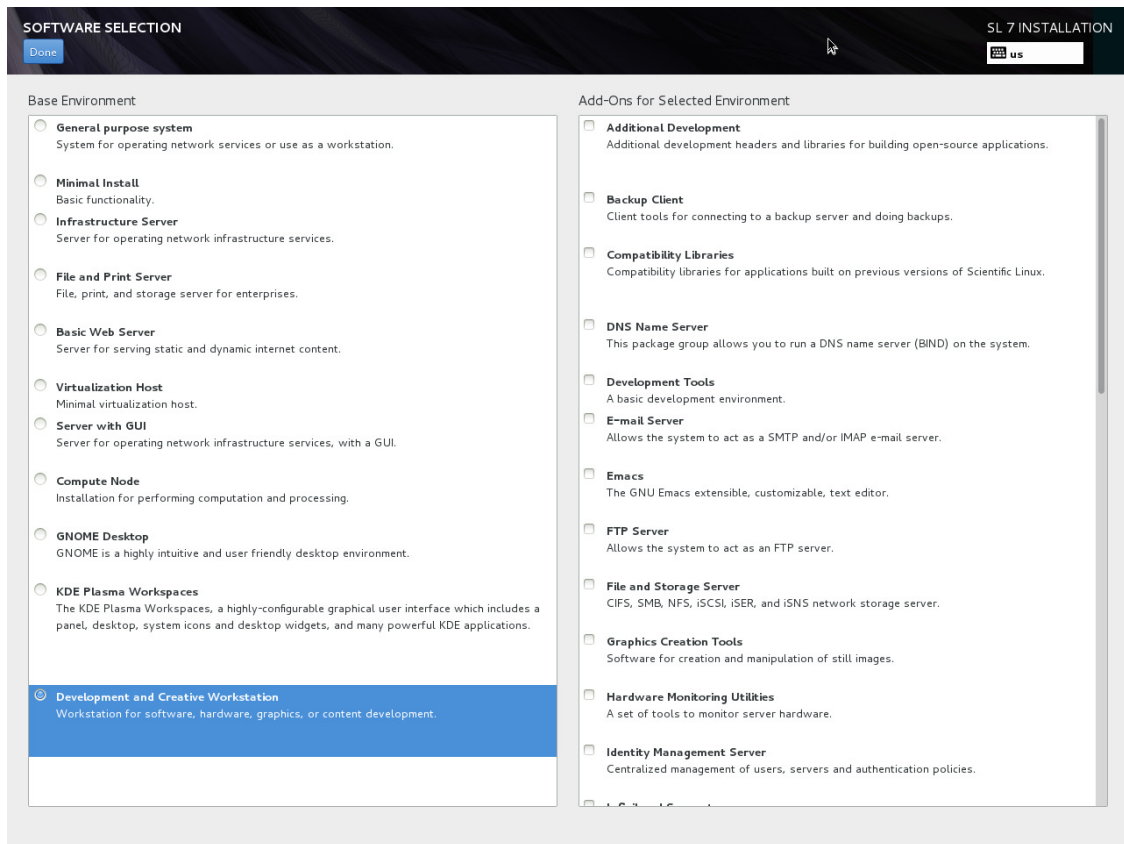 SOFTWARE SELECTION
Done
SL 7 INSTALLATION
us
Base Environment
General purpose system
System for operating network services or use as a workstation.
Minimal Install
Basic functionality.
Infrastructure Server
Server for operating network infrastructure services.
File and Print Server
File, print, and storage server for enterprises.
Basic Web Server
Server for serving static and dynamic internet content.
Virtualization Host
Minimal virtualization host.
Server with GUI
Server for operating network infrastructure services, with a GUI.
Compute Node
Installation for performing computation and processing.
GNOME Desktop
GNOME is a highly intuitive and user friendly desktop environment.
KDE Plasma Workspaces
The KDE Plasma Workspaces, a highly-configurable graphical user interface which includes a
panel, desktop, system icons and desktop widgets, and many powerful KDE applications.
Development and Creative Workstation
Workstation for software, hardware, graphics, or content development.
Add-Ons for Selected Environment
Additional Development
Additional development headers and libraries for building open-source applications.
Backup Client
Client tools for connecting to a backup server and doing backups.
Compatibility Libraries
Compatibility libraries for applications built on previous versions of Scientific Linux.
DNS Name Server
This package group allows you to run a DNS name server (BIND) on the system.
Development Tools
A basic development environment.
E-mail Server
Allows the system to act as a SMTP and/or IMAP e-mail server.
Emacs
The GNU Emacs extensible, customizable, text editor.
FTP Server
Allows the system to act as an FTP server.
File and Storage Server
CIFS, SMB, NFS, iSCSI, iSER, and iSNS network storage server.
Graphics Creation Tools
Software for creation and manipulation of still images.
Hardware Monitoring Utilities
A set of tools to monitor server hardware.
Identity Management Server
Centralized management of users, servers and authentication policies.